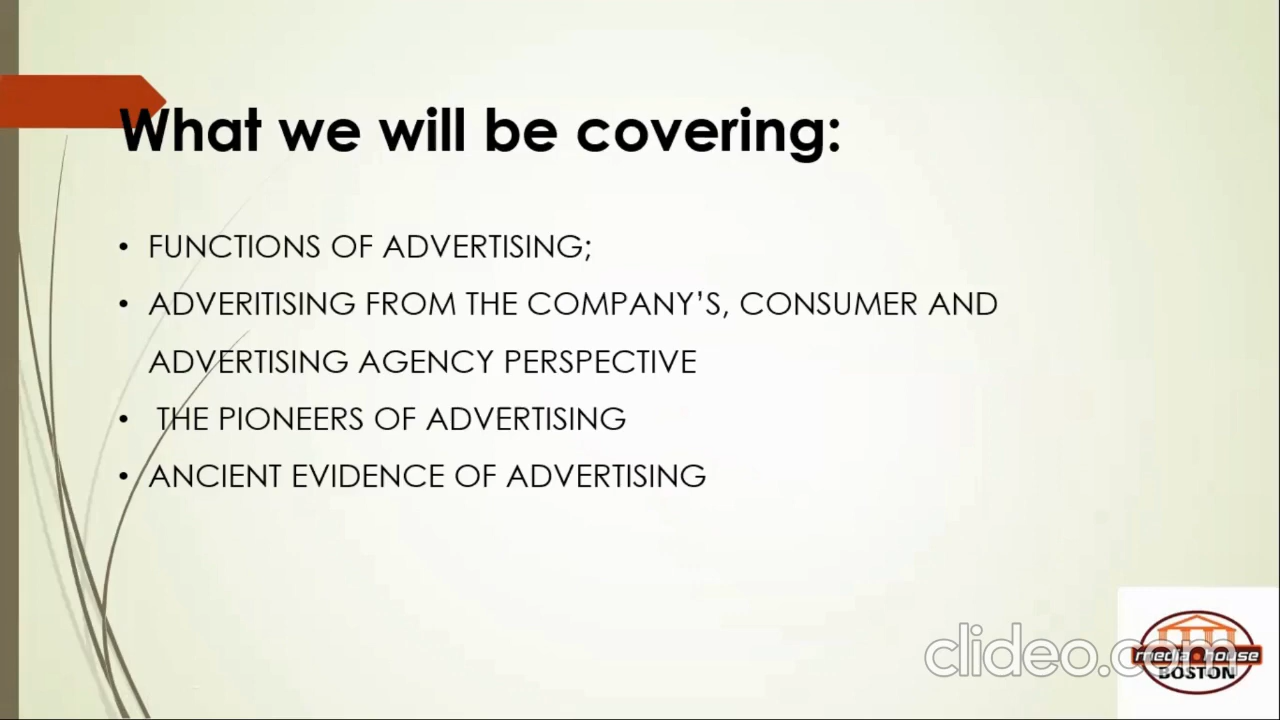 What we will be covering:
• FUNCTIONS OF ADVERTISING;
• ADVERITISING FROM THE COMPANY’S, CONSUMER AND
ADVERTISING AGENCY PERSPECTIVE
• THE PIONEERS OF ADVERTISING
• ANCIENT EVIDENCE OF ADVERTISING
clideo.com
media house
BOSTON